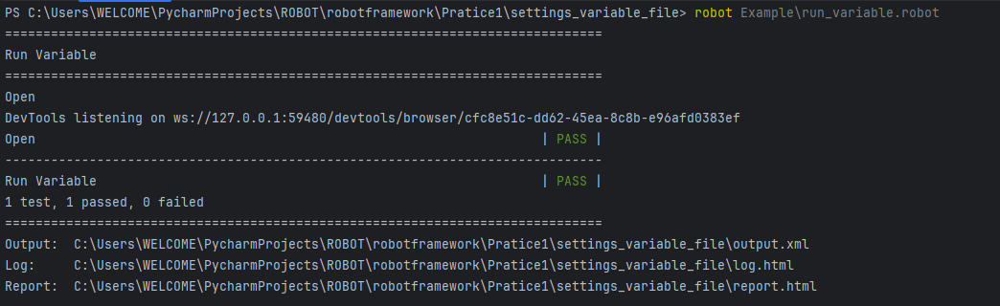 PS C:\Users\WELCOME\PycharmProjects\ROBOT\robotframework\Pratice1\settings_variable_file> robot Example\run_variable.robot
==============================================================================
Run Variable
==============================================================================
Open
DevTools listening on ws://127.0.0.1:59480/devtools/browser/cfc8e51c-dd62-45ea-8c8b-e96afd0383ef
Open                                                                  | PASS |
------------------------------------------------------------------------------
Run Variable                                                          | PASS |
1 test, 1 passed, 0 failed
==============================================================================
Output:  C:\Users\WELCOME\PycharmProjects\ROBOT\robotframework\Pratice1\settings_variable_file\output.xml
Log:     C:\Users\WELCOME\PycharmProjects\ROBOT\robotframework\Pratice1\settings_variable_file\log.html
Report:  C:\Users\WELCOME\PycharmProjects\ROBOT\robotframework\Pratice1\settings_variable_file\report.html